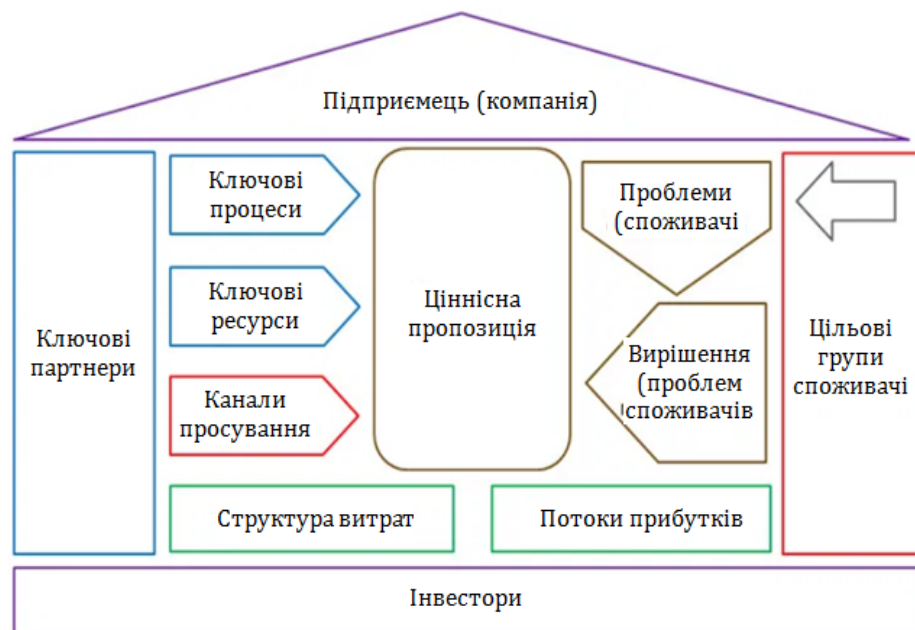 Підприємець (компанія)
Ключові
партнери
Ключові
процеси
Ключові
ресурси
Канали
просування
Ціннісна
пропозиція
Проблеми
(споживачі
Вирішення
(проблем
споживачів
Цільові
групи
споживачі
Структура витрат
Потоки прибутків
Інвестори